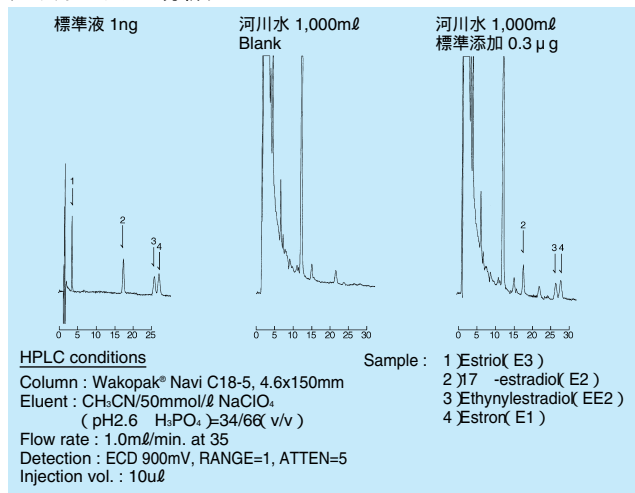 標準液 1ng
河川水 1,000mℓ
Blank
河川水 1,000mℓ
標準添加 0.3μg
1
2
3
4
2
3
4
0 5 10 15 20 25
0 5 10 15 20 25 30
0 5 10 15 20 25 30
HPLC conditions
Column : Wakopak® Navi C18-5, 4.6x150mm
Eluent : CH₃CN/50mmol/ℓ NaClO₄
( pH2.6 H₃PO₄ )=34/66( v/v )
Flow rate : 1.0mℓ/min. at 35
Detection : ECD 900mV, RANGE=1, ATTEN=5
Injection vol. : 10uℓ
Sample : 1 )Estriol( E3 )
2 )17 -estradiol( E2 )
3 )Ethynylestradiol( EE2 )
4 )Estron( E1 )